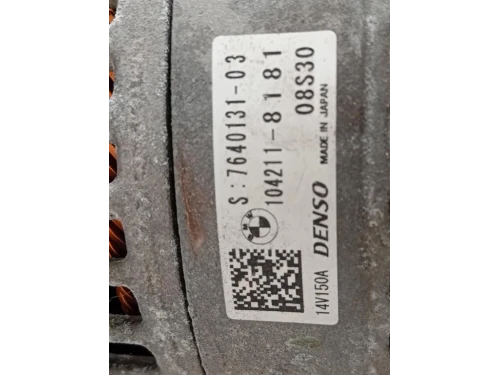 S:7640131-03
104211-8181
08S30
14V150A DENSO MADE IN JAPAN